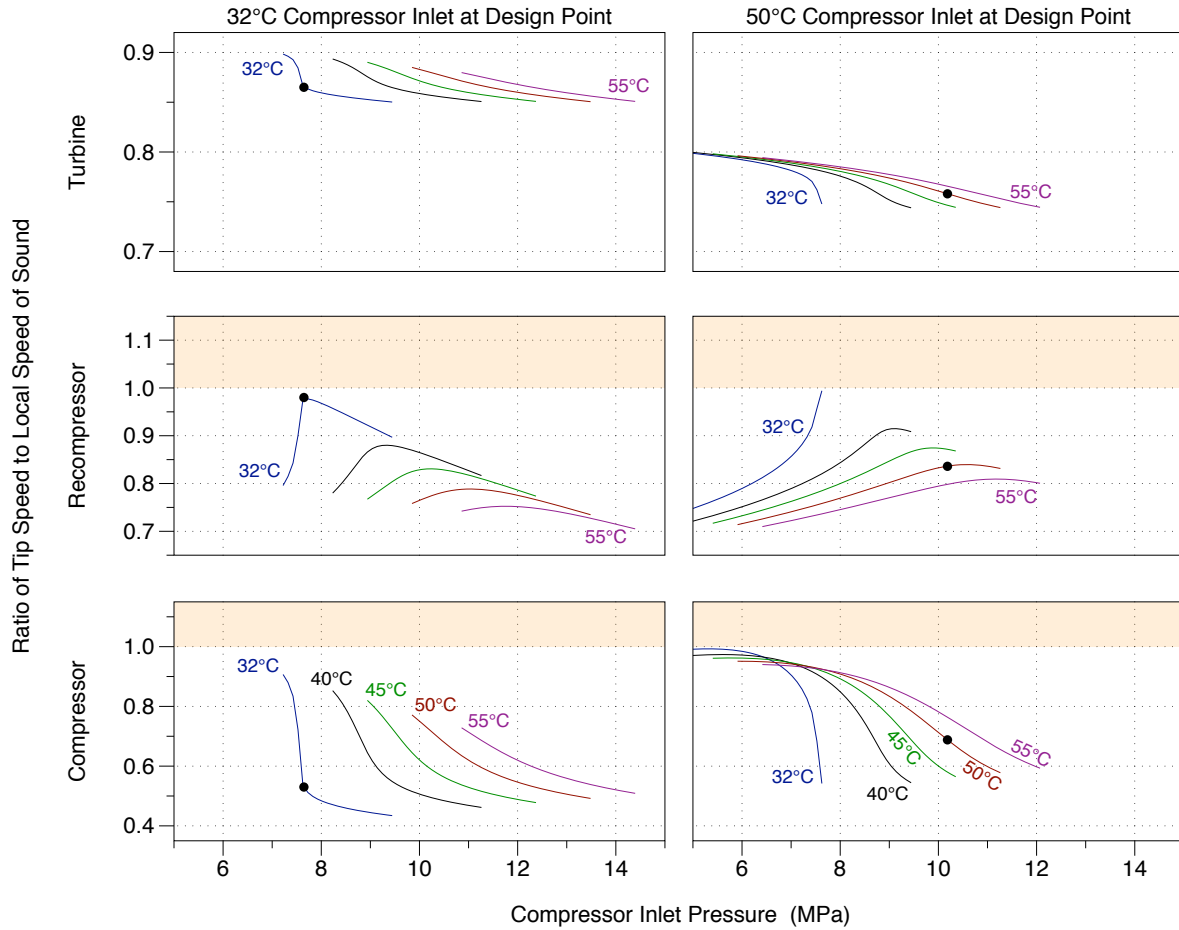 32°C Compressor Inlet at Design Point
50°C Compressor Inlet at Design Point
Ratio of Tip Speed to Local Speed of Sound
Turbine
0.9
0.8
0.7
32°C
55°C
32°C
55°C
Recompressor
1.1
1.0
0.9
0.8
0.7
32°C
55°C
32°C
55°C
Compressor
1.0
0.8
0.6
0.4
32°C
40°C
45°C
50°C
55°C
32°C
40°C
45°C
50°C
55°C
6 8 10 12 14
6 8 10 12 14
Compressor Inlet Pressure (MPa)